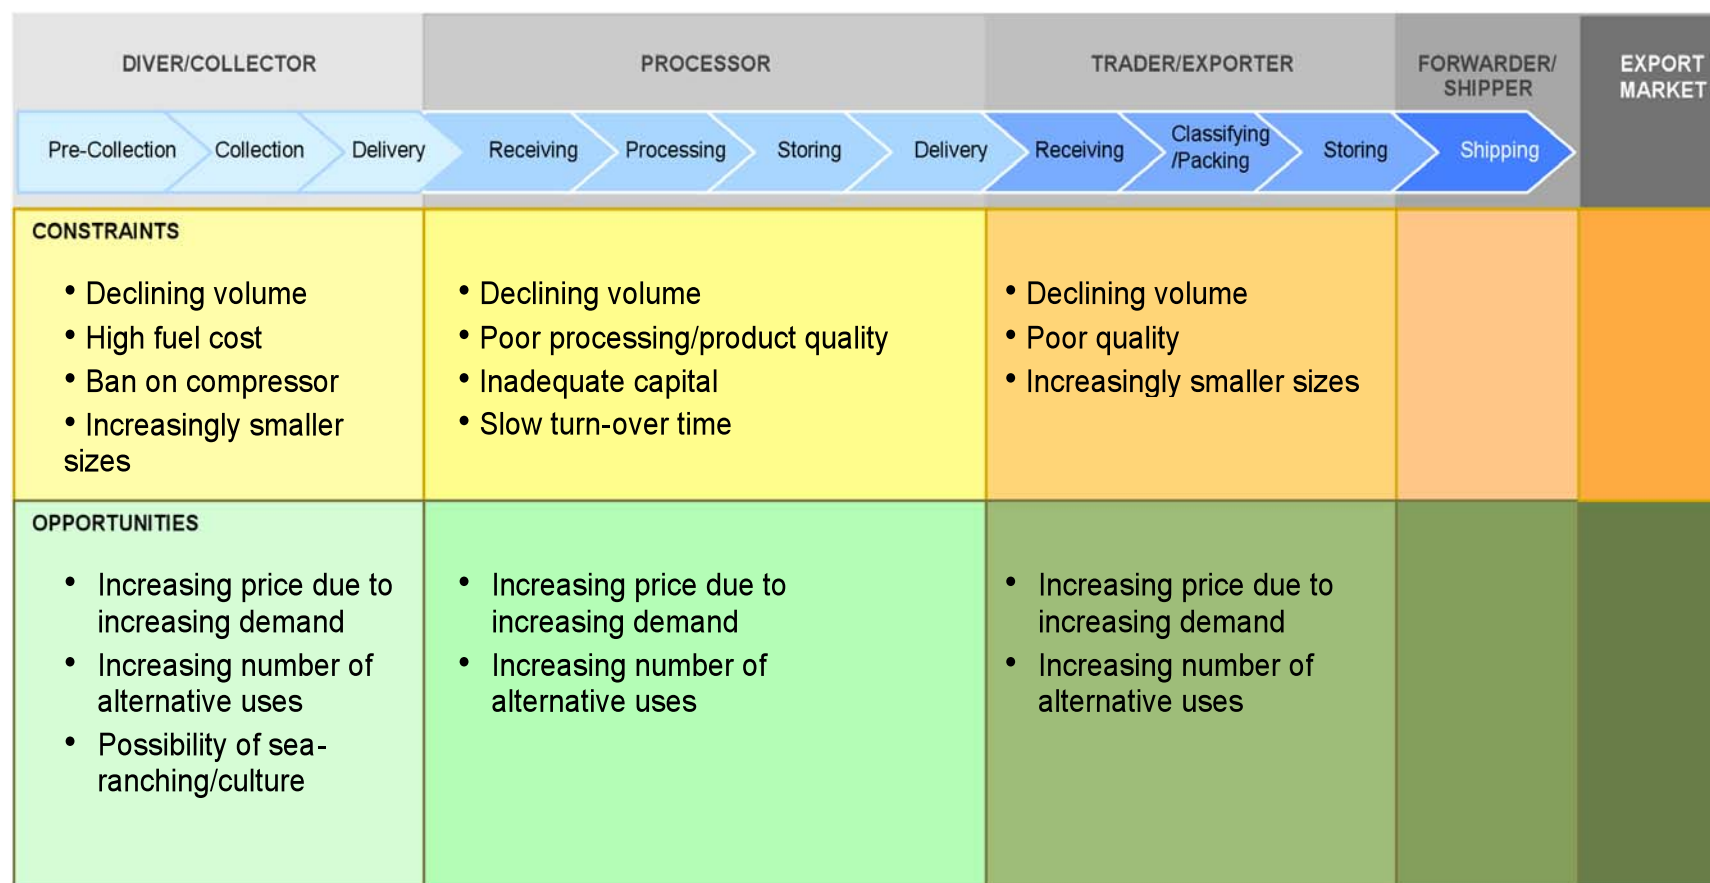 DIVER/COLLECTOR
PROCESSOR
TRADER/EXPORTER
FORWARDER/
SHIPPER
EXPORT
MARKET
Pre-Collection
Collection
Delivery
Receiving
Processing
Storing
Delivery
Receiving
Classifying
/Packing
Storing
Shipping
CONSTRAINTS
• Declining volume
• High fuel cost
• Ban on compressor
• Increasingly smaller
sizes
• Declining volume
• Poor processing/product quality
• Inadequate capital
• Slow turn-over time
• Declining volume
• Poor quality
• Increasingly smaller sizes
OPPORTUNITIES
• Increasing price due to
increasing demand
• Increasing number of
alternative uses
• Possibility of sea-
ranching/culture
• Increasing price due to
increasing demand
• Increasing number of
alternative uses
• Increasing price due to
increasing demand
• Increasing number of
alternative uses